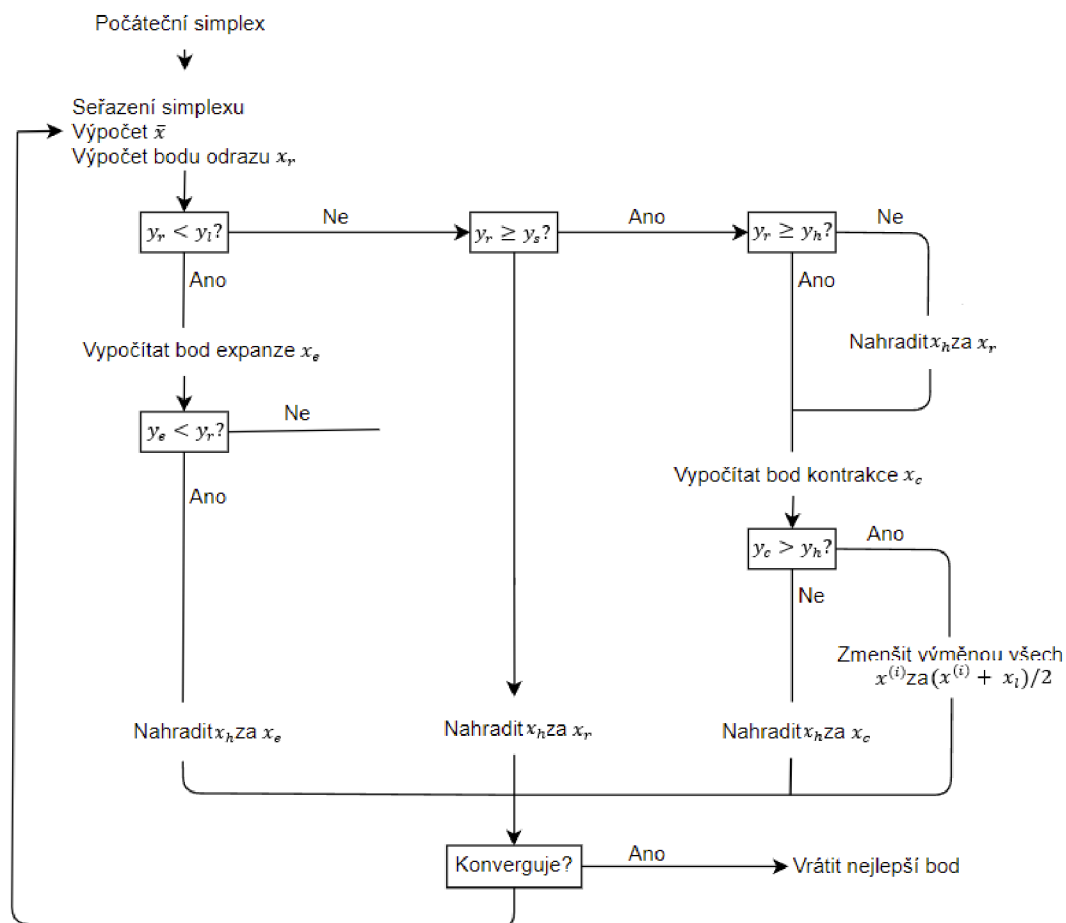 Počáteční simplex
Seřazení simplexu
Výpočet x̄
Výpočet bodu odrazu xᵣ
Ne
Ano
Ne
yᵣ < yₗ?
yᵣ ≥ yₛ?
yᵣ ≥ yₕ?
Ano
Ano
Vypočítat bod expanze xₑ
Nahradit xₕ za xᵣ
Ne
yₑ < yᵣ?
Vypočítat bod kontrakce x_c
Ano
Ano
y_c > yₕ?
Ne
Zmenšit výměnou všech
x⁽ⁱ⁾ za (x⁽ⁱ⁾ + xₗ)/2
Nahradit xₕ za xₑ
Nahradit xₕ za xᵣ
Nahradit xₕ za x_c
Konverguje?
Ano
Vrátit nejlepší bod